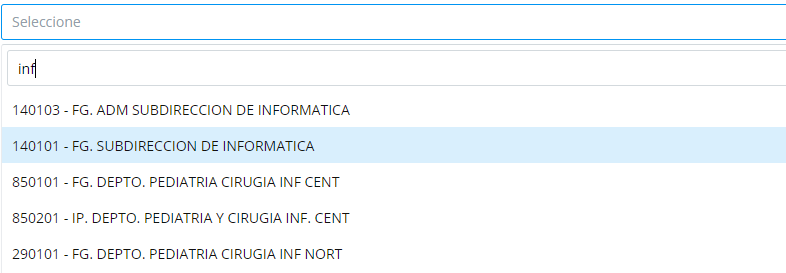 Seleccione
inf
140103 - FG. ADM SUBDIRECCION DE INFORMATICA
140101 - FG. SUBDIRECCION DE INFORMATICA
850101 - FG. DEPTO. PEDIATRIA CIRUGIA INF CENT
850201 - IP. DEPTO. PEDIATRIA Y CIRUGIA INF. CENT
290101 - FG. DEPTO. PEDIATRIA CIRUGIA INF NORT